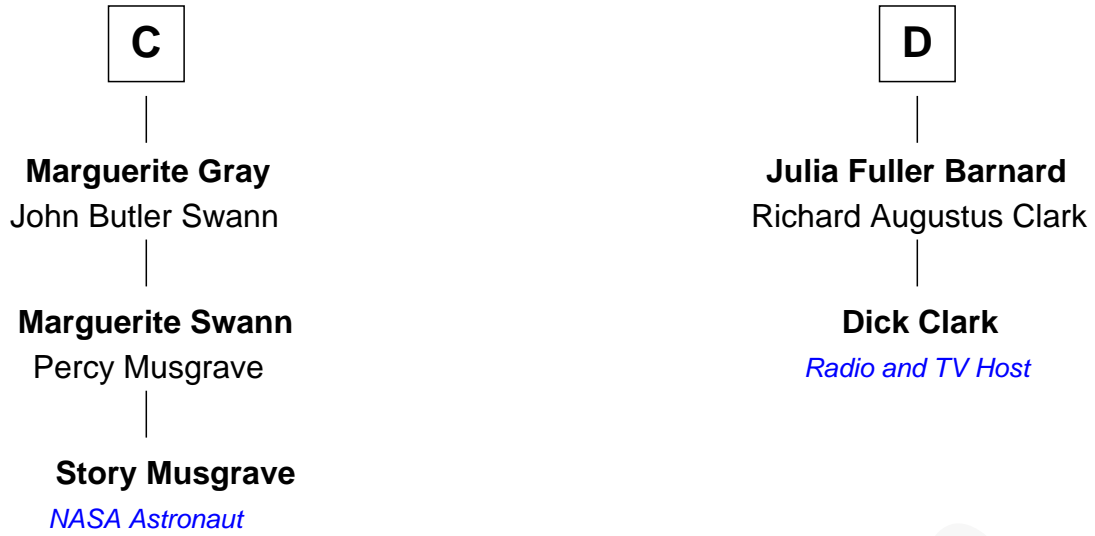 C
Marguerite Gray
John Butler Swann
Marguerite Swann
Percy Musgrave
Story Musgrave
NASA Astronaut
D
Julia Fuller Barnard
Richard Augustus Clark
Dick Clark
Radio and TV Host